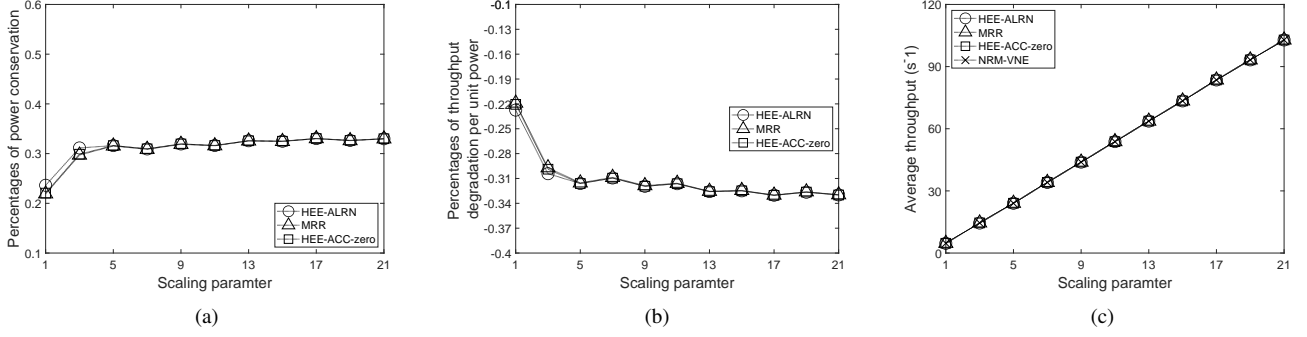 Percentages of power conservation
0.6
0.5
0.4
0.3
0.2
0.1
HEE-ALRN
MRR
HEE-ACC-zero
1 5 9 13 17 21
Scaling paramter
(a)
Percentages of throughput
degradation per unit power
-0.1
-0.13
-0.16
-0.19
-0.22
-0.25
-0.28
-0.31
-0.34
-0.37
-0.4
HEE-ALRN
MRR
HEE-ACC-zero
1 5 9 13 17 21
Scaling paramter
(b)
Average throughput (s⁻1)
120
90
60
30
0
HEE-ALRN
MRR
HEE-ACC-zero
NRM-VNE
1 5 9 13 17 21
Scaling paramter
(c)